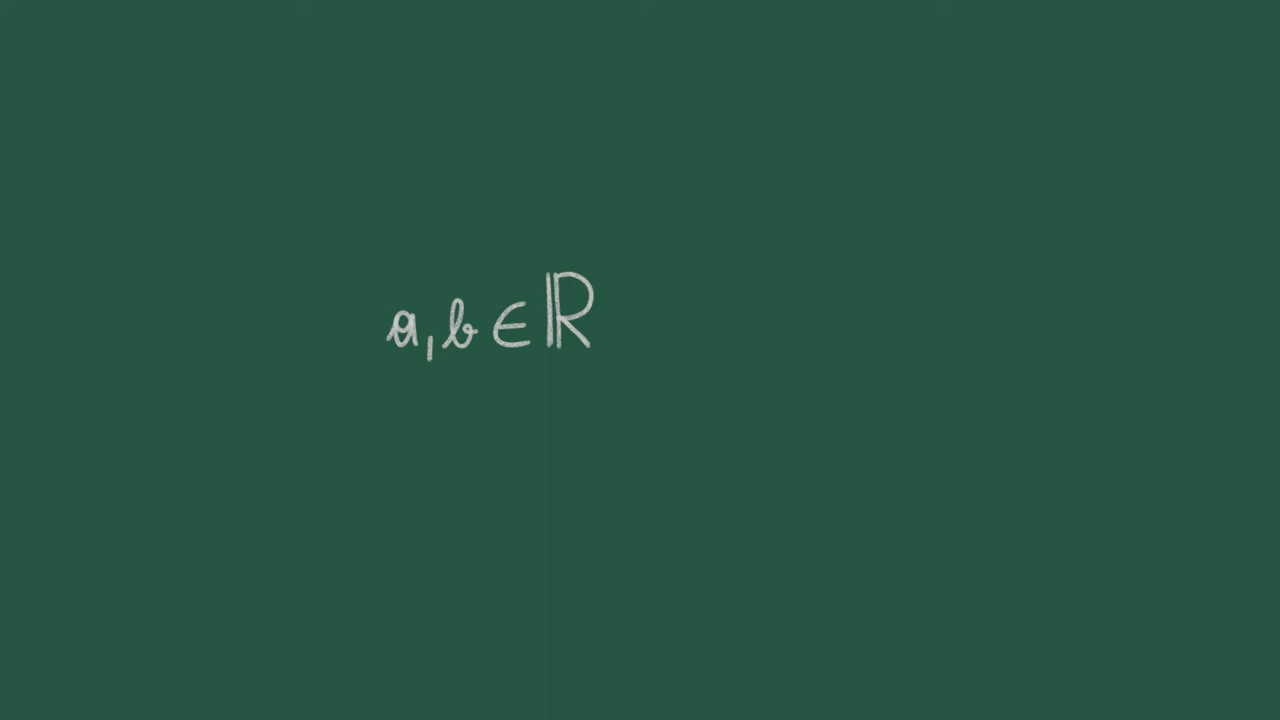 a, b ∈ ℝ